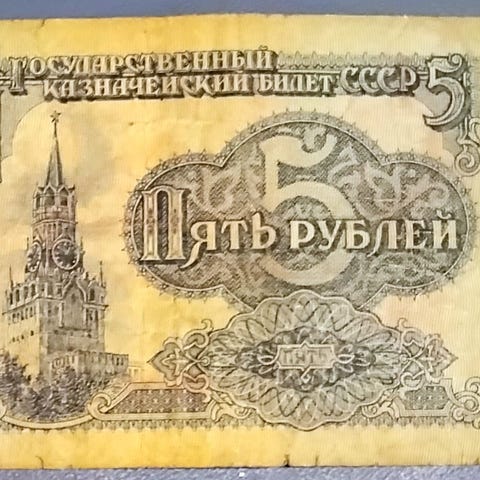 Государственный
казначейский билет СССР 5
5
Пять рублей